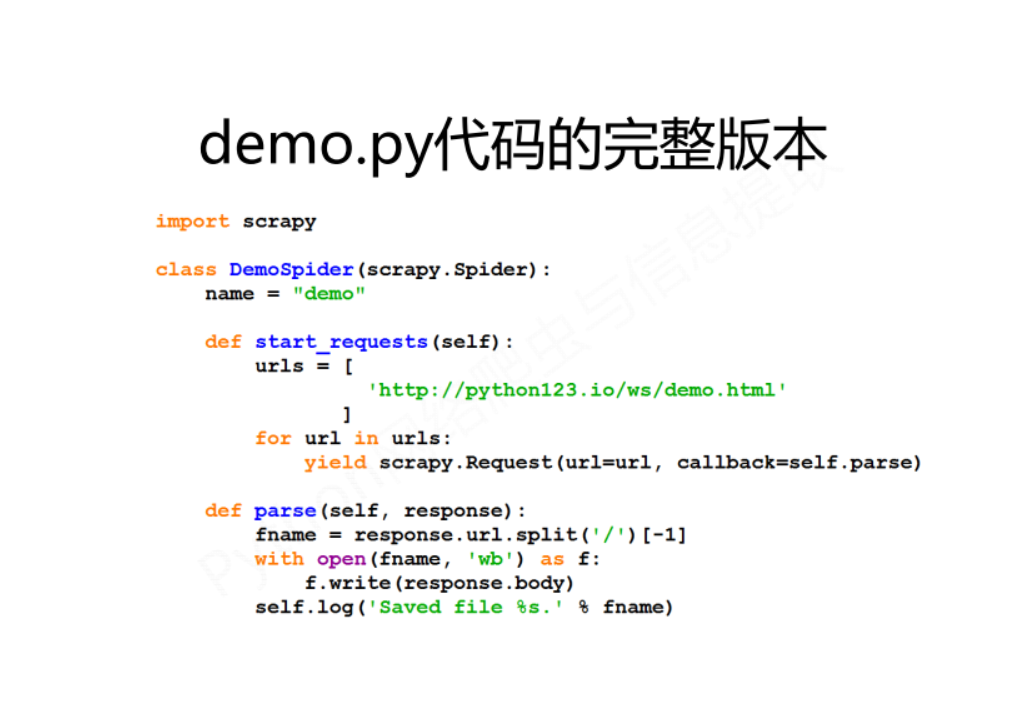 demo.py代码的完整版本
import scrapy
class DemoSpider(scrapy.Spider):
    name = "demo"
    def start_requests(self):
        urls = [
                 'http://python123.io/ws/demo.html'
               ]
        for url in urls:
            yield scrapy.Request(url=url, callback=self.parse)
    def parse(self, response):
        fname = response.url.split('/')[-1]
        with open(fname, 'wb') as f:
            f.write(response.body)
        self.log('Saved file %s.' % fname)
Python网络爬虫与信息提取